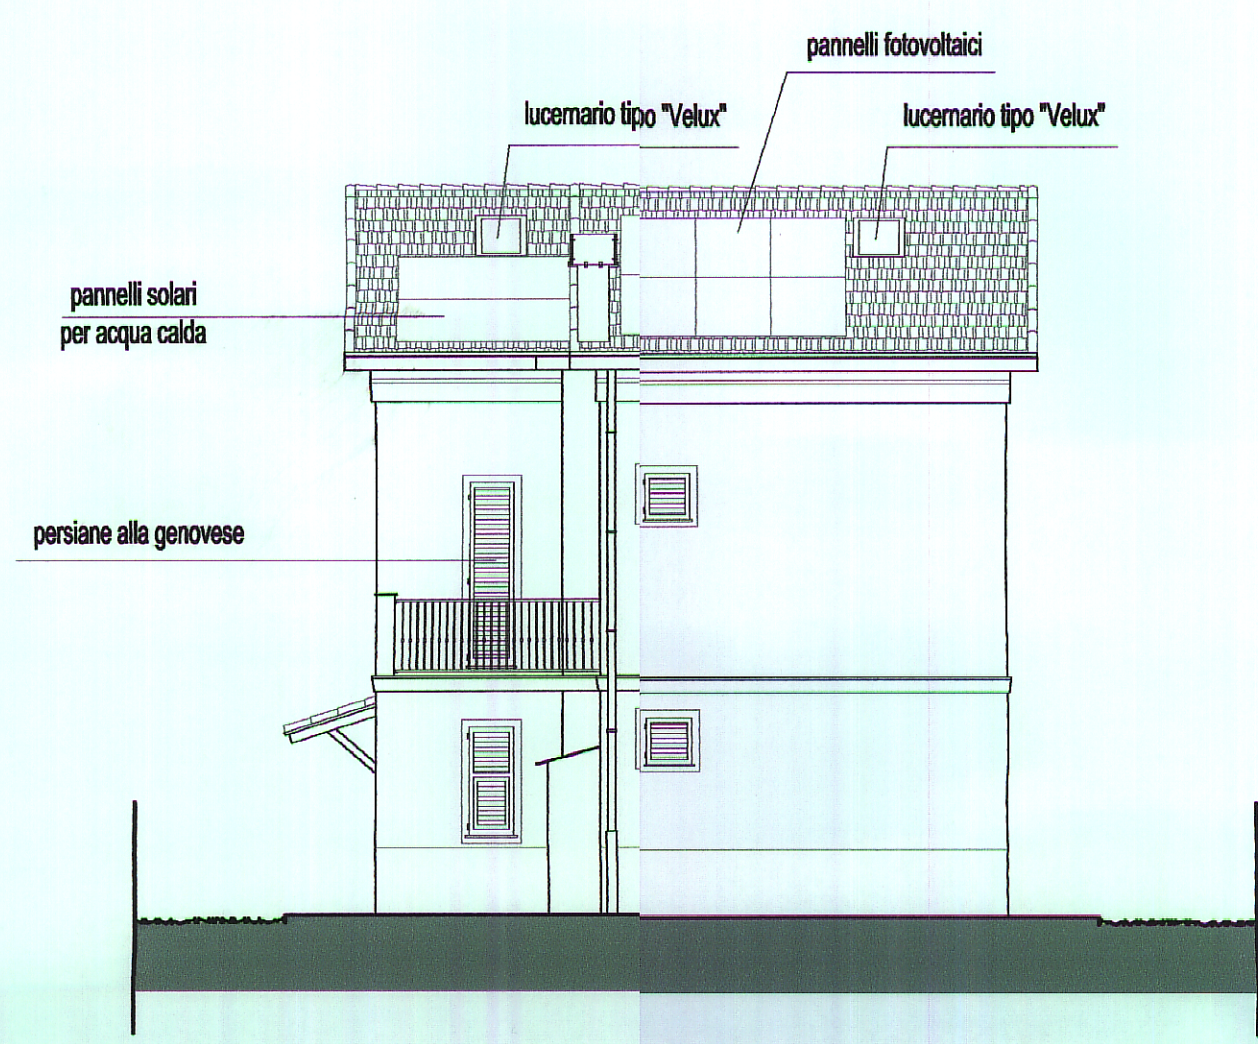 pannelli fotovoltaici
lucernario tipo "Velux"
lucernario tipo "Velux"
pannelli solari
per acqua calda
persiane alla genovese